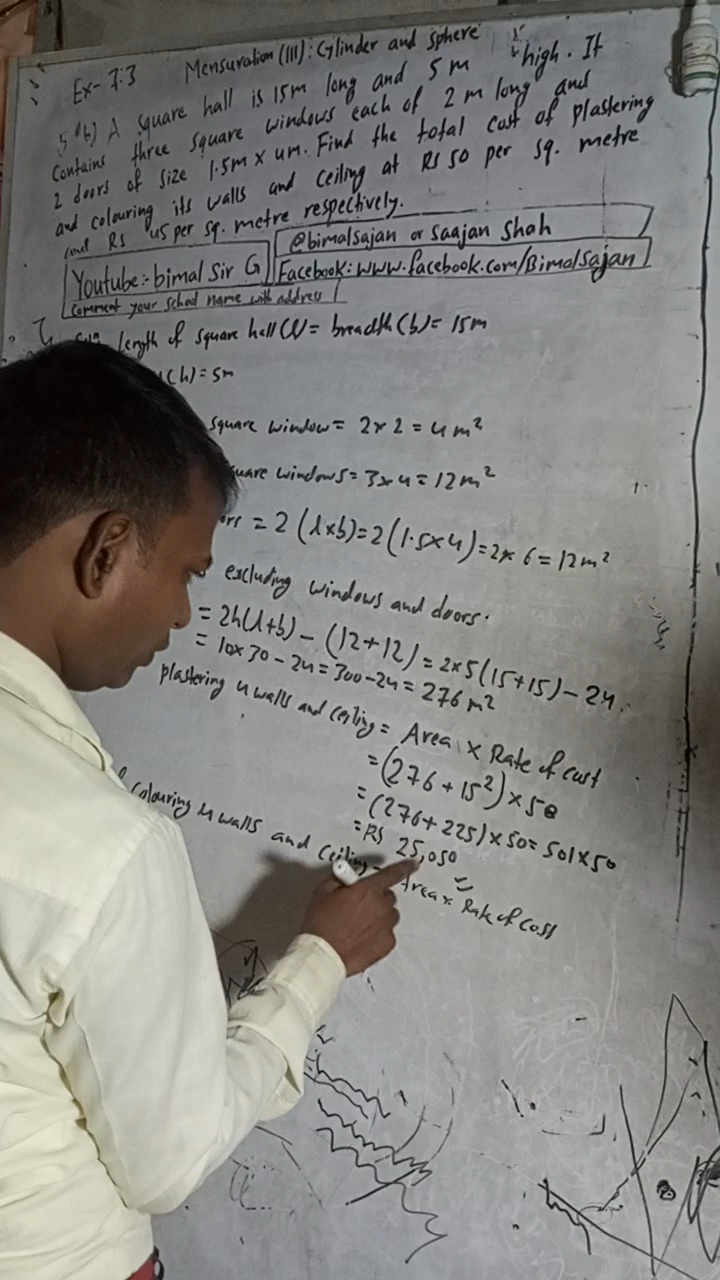 Ex- 7.3 Mensuration (III): Cylinder and sphere
5 (b) A square hall is 15m long and 5m high. It
contains three square windows each of 2 m long and
2 doors of size 1.5m x 4m. Find the total cost of plastering
and colouring its walls and ceiling at Rs 50 per sq. metre
and Rs 45 per sq. metre respectively.
Youtube:- bimal Sir G
@bimalsajan or Saajan Shah
Facebook: www.facebook.com/Bimalsajan
Comment your school name with address
length of square hall (l) = breadth (b) = 15m
(h) = 5m
square window = 2 x 2 = 4 m²
square windows = 3 x 4 = 12 m²
ors = 2 (l x b) = 2 (1.5 x 4) = 2 x 6 = 12 m²
excluding windows and doors.
= 2h (l + b) - (12 + 12) = 2 x 5 (15 + 15) - 24
= 10 x 30 - 24 = 300 - 24 = 276 m²
plastering 4 walls and ceiling = Area x Rate of cost
= (276 + 15²) x 50
= (276 + 225) x 50 = 501 x 50
= Rs 25,050
colouring 4 walls and ceiling = Area x Rate of cost